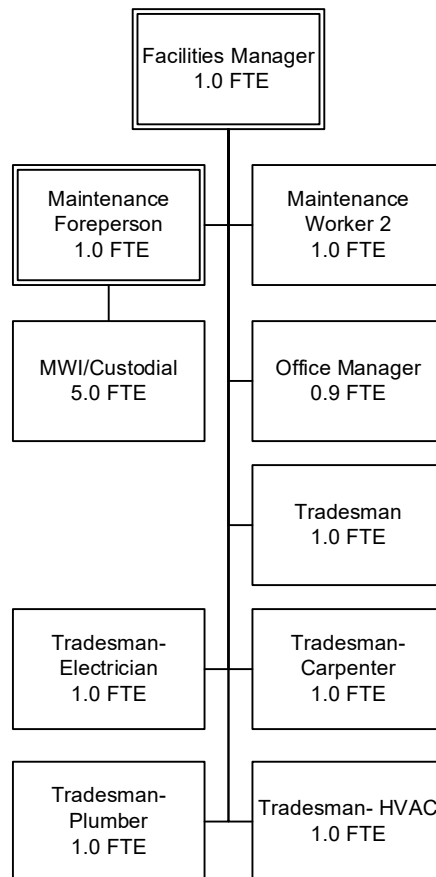 Facilities Manager
1.0 FTE
Maintenance
Foreperson
1.0 FTE
Maintenance
Worker 2
1.0 FTE
MWI/Custodial
5.0 FTE
Office Manager
0.9 FTE
Tradesman
1.0 FTE
Tradesman-
Electrician
1.0 FTE
Tradesman-
Carpenter
1.0 FTE
Tradesman-
Plumber
1.0 FTE
Tradesman- HVAC
1.0 FTE